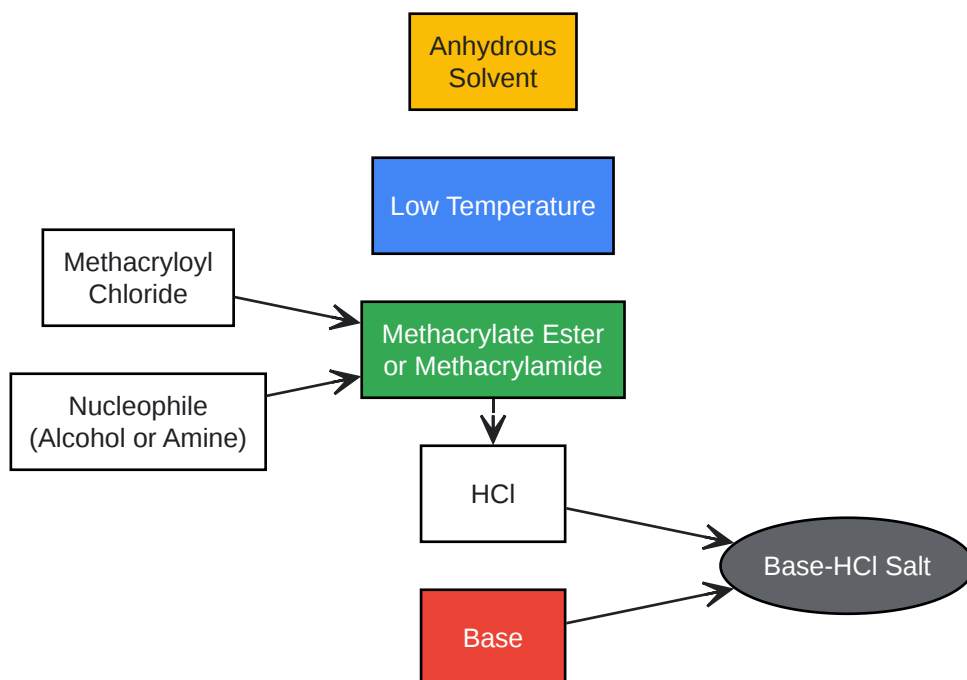 Anhydrous
Solvent
Low Temperature
Methacryloyl
Chloride
Methacrylate Ester
or Methacrylamide
Nucleophile
(Alcohol or Amine)
HCl
Base-HCl Salt
Base